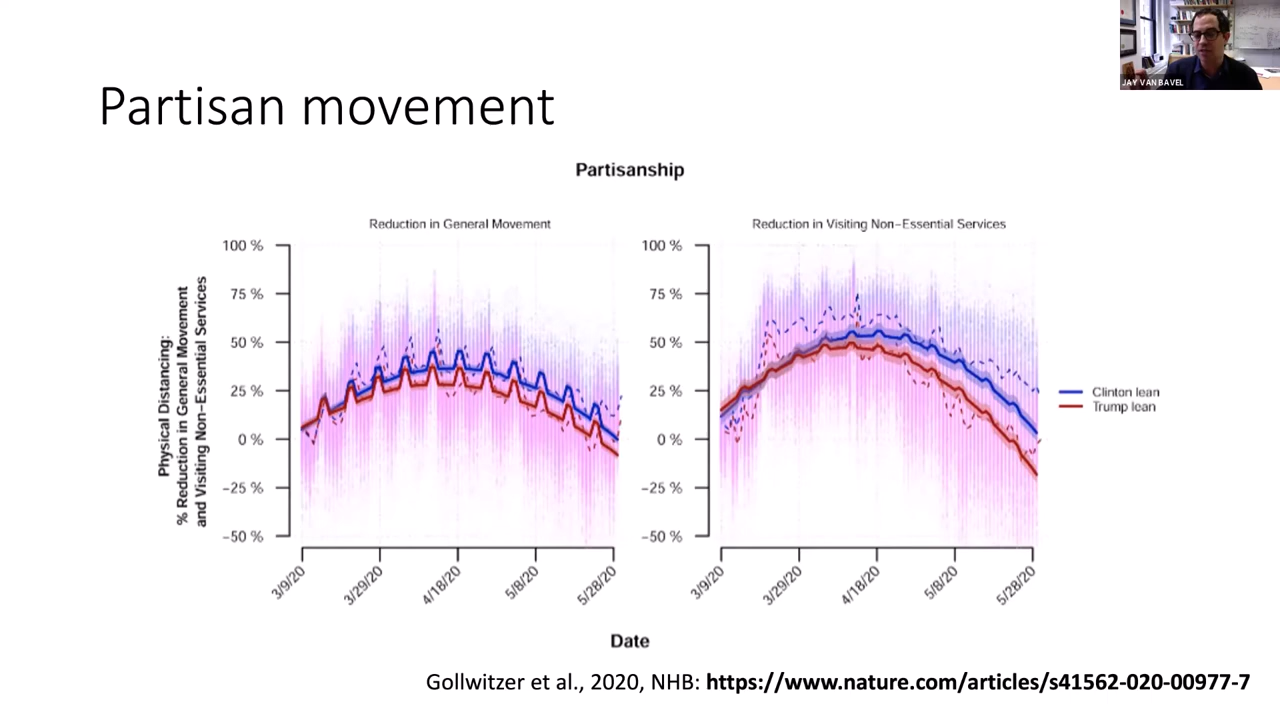 JAY VAN BAVEL
Partisan movement
Partisanship
Physical Distancing:
% Reduction in General Movement
and Visiting Non−Essential Services
Reduction in General Movement
100 %
75 %
50 %
25 %
0 %
−25 %
−50 %
3/9/20
3/29/20
4/18/20
5/8/20
5/28/20
Reduction in Visiting Non−Essential Services
100 %
75 %
50 %
25 %
0 %
−25 %
−50 %
3/9/20
3/29/20
4/18/20
5/8/20
5/28/20
Clinton lean
Trump lean
Date
Gollwitzer et al., 2020, NHB: https://www.nature.com/articles/s41562-020-00977-7